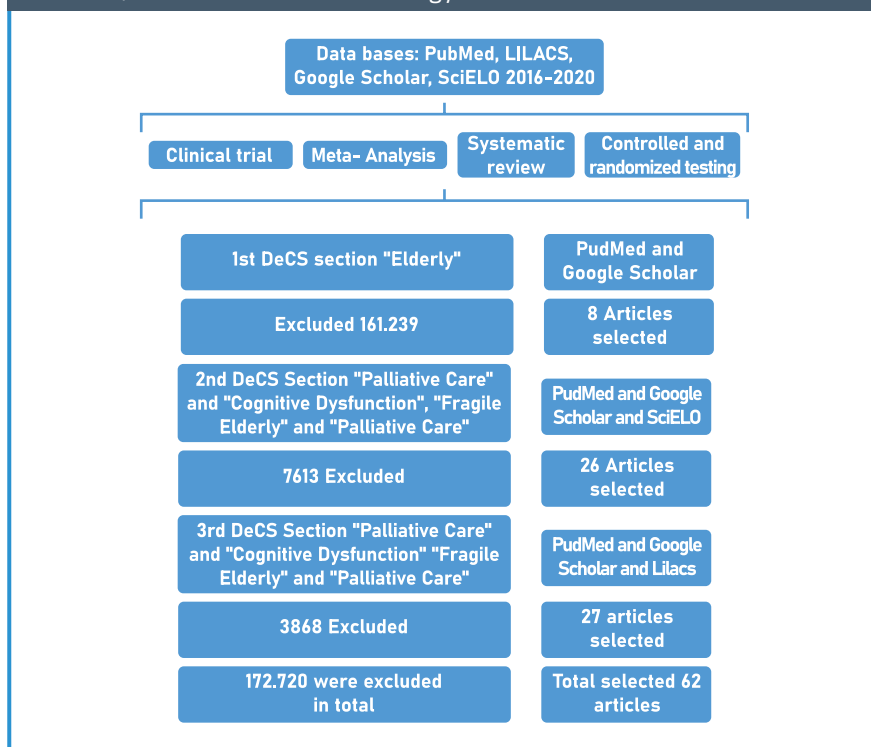 Data bases: PubMed, LILACS,
Google Scholar, SciELO 2016-2020
Clinical trial
Meta- Analysis
Systematic
review
Controlled and
randomized testing
1st DeCS section "Elderly"
PudMed and
Google Scholar
Excluded 161.239
8 Articles
selected
2nd DeCS Section "Palliative Care"
and "Cognitive Dysfunction", "Fragile
Elderly" and "Palliative Care"
PudMed and Google
Scholar and SciELO
7613 Excluded
26 Articles
selected
3rd DeCS Section "Palliative Care"
and "Cognitive Dysfunction" "Fragile
Elderly" and "Palliative Care"
PudMed and Google
Scholar and Lilacs
3868 Excluded
27 articles
selected
172.720 were excluded
in total
Total selected 62
articles